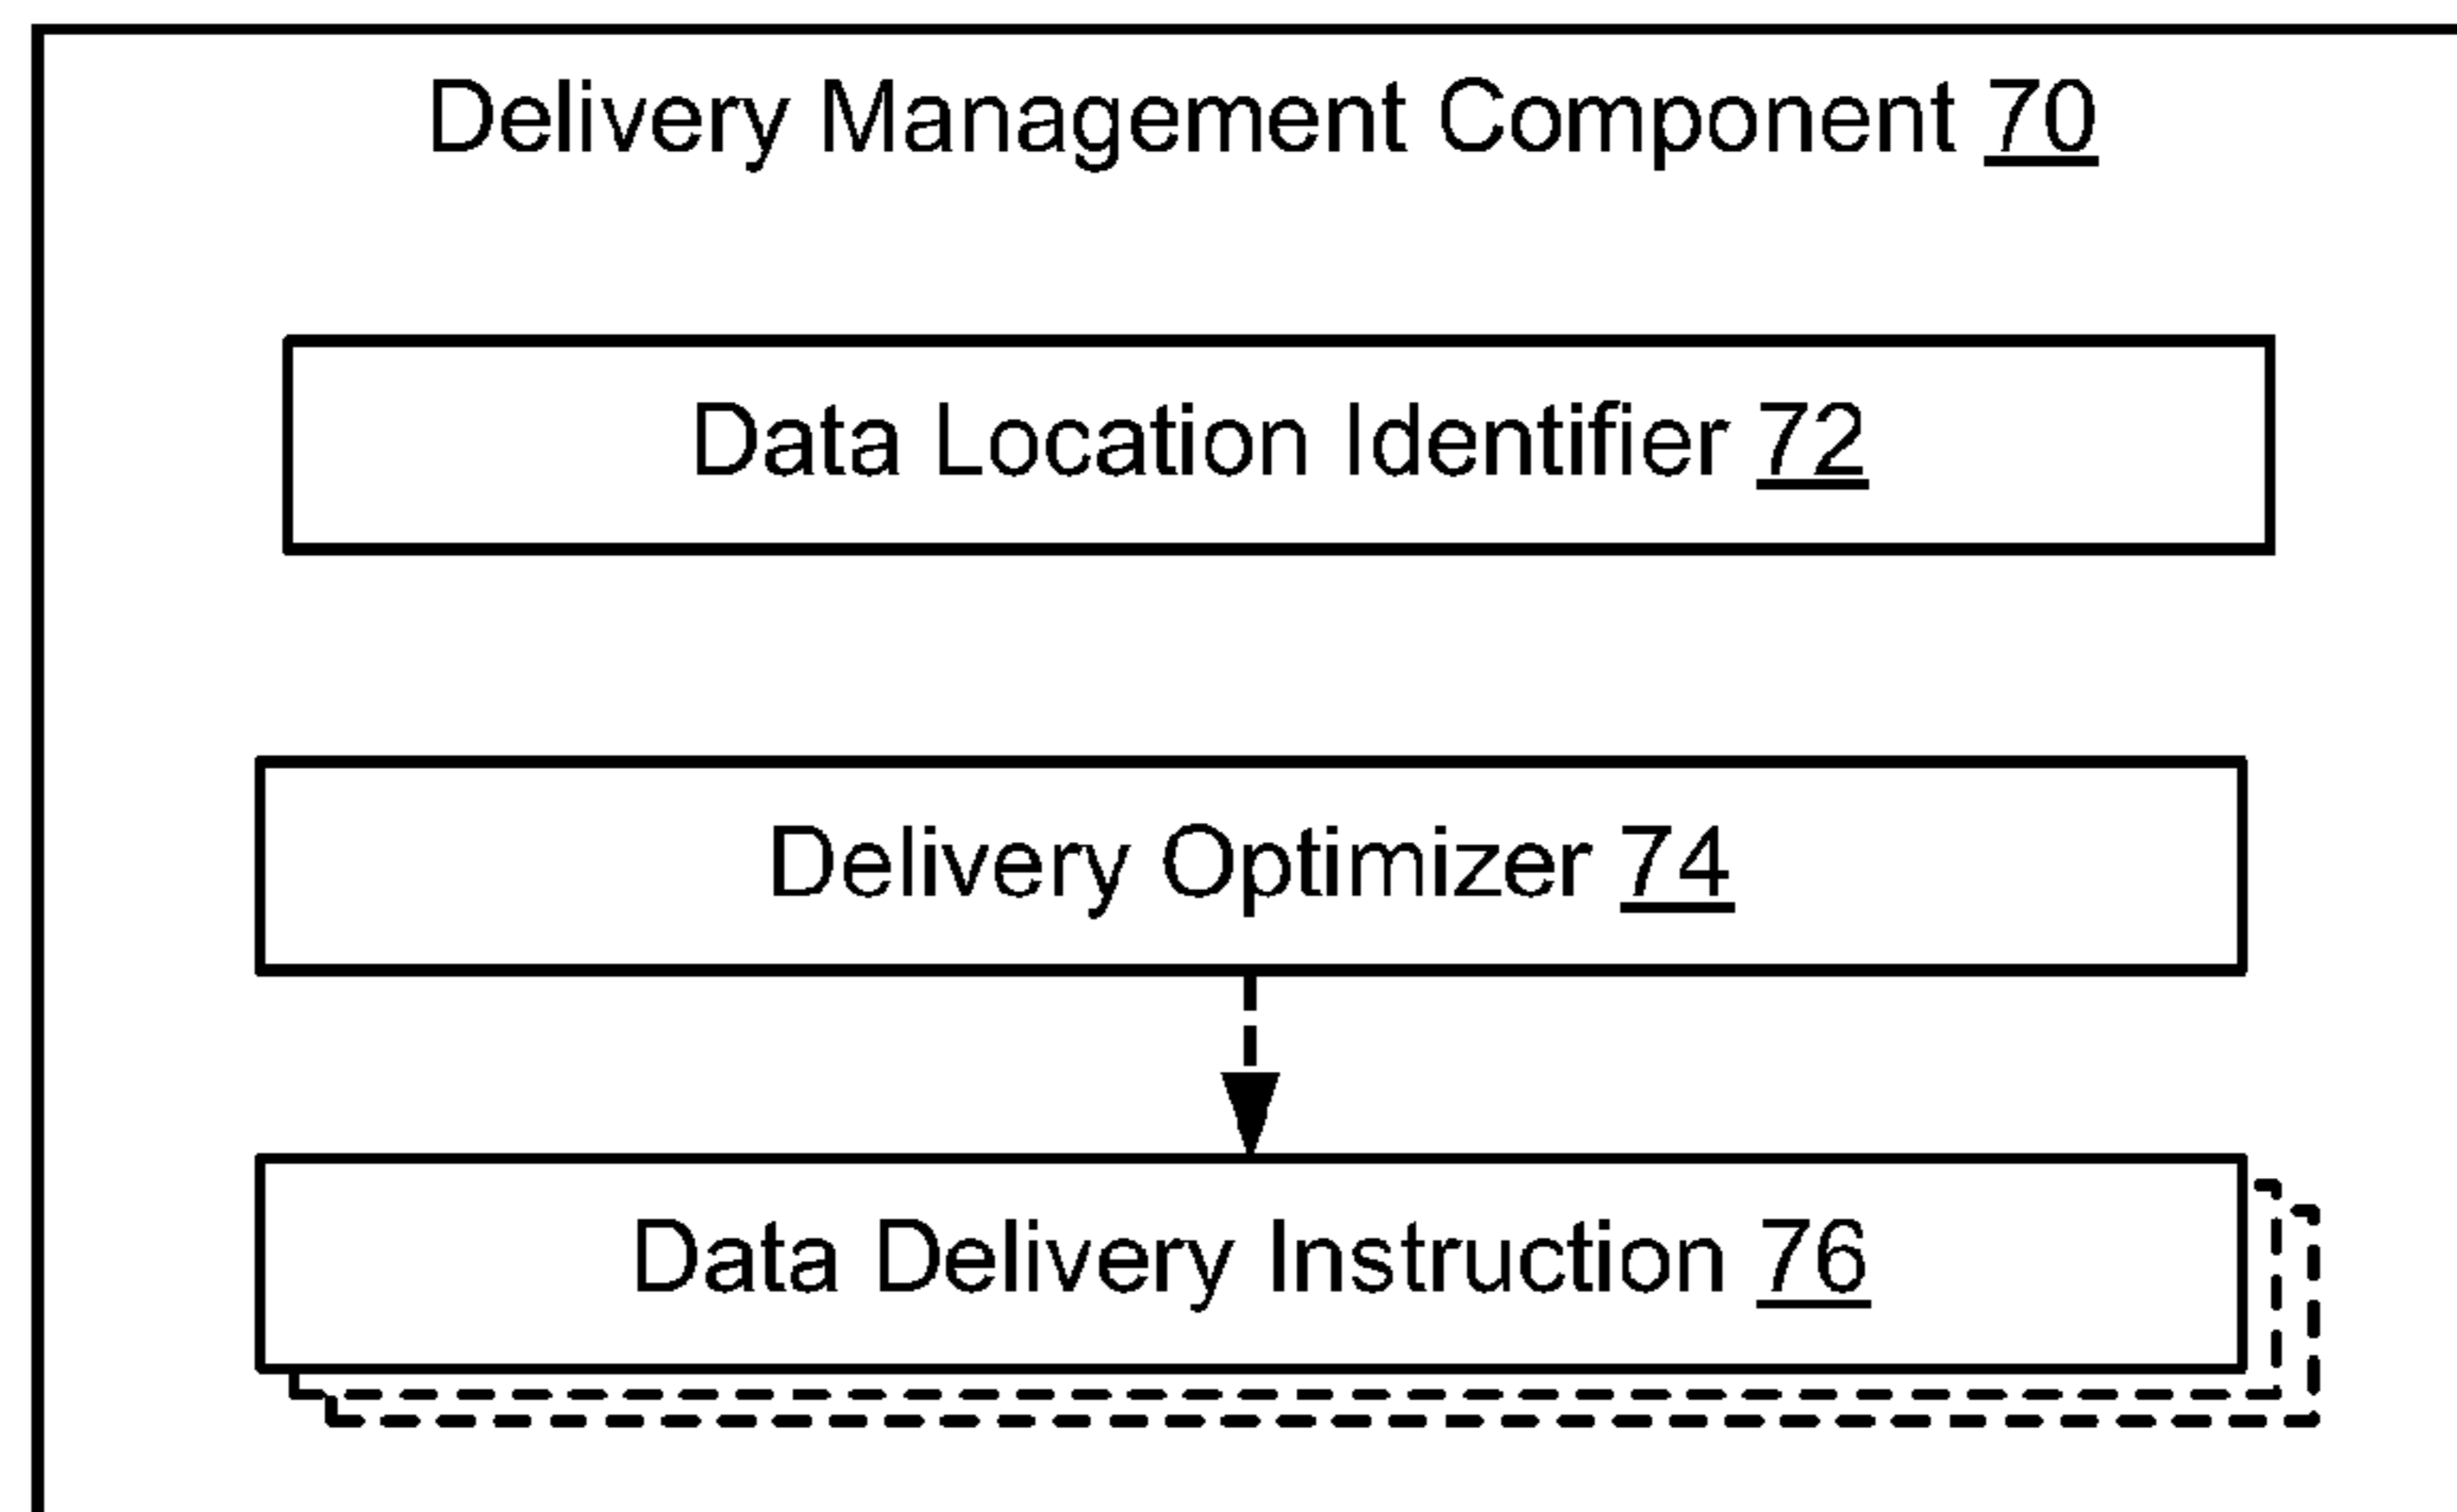 Delivery Management Component 70
Data Location Identifier 72
Delivery Optimizer 74
Data Delivery Instruction 76